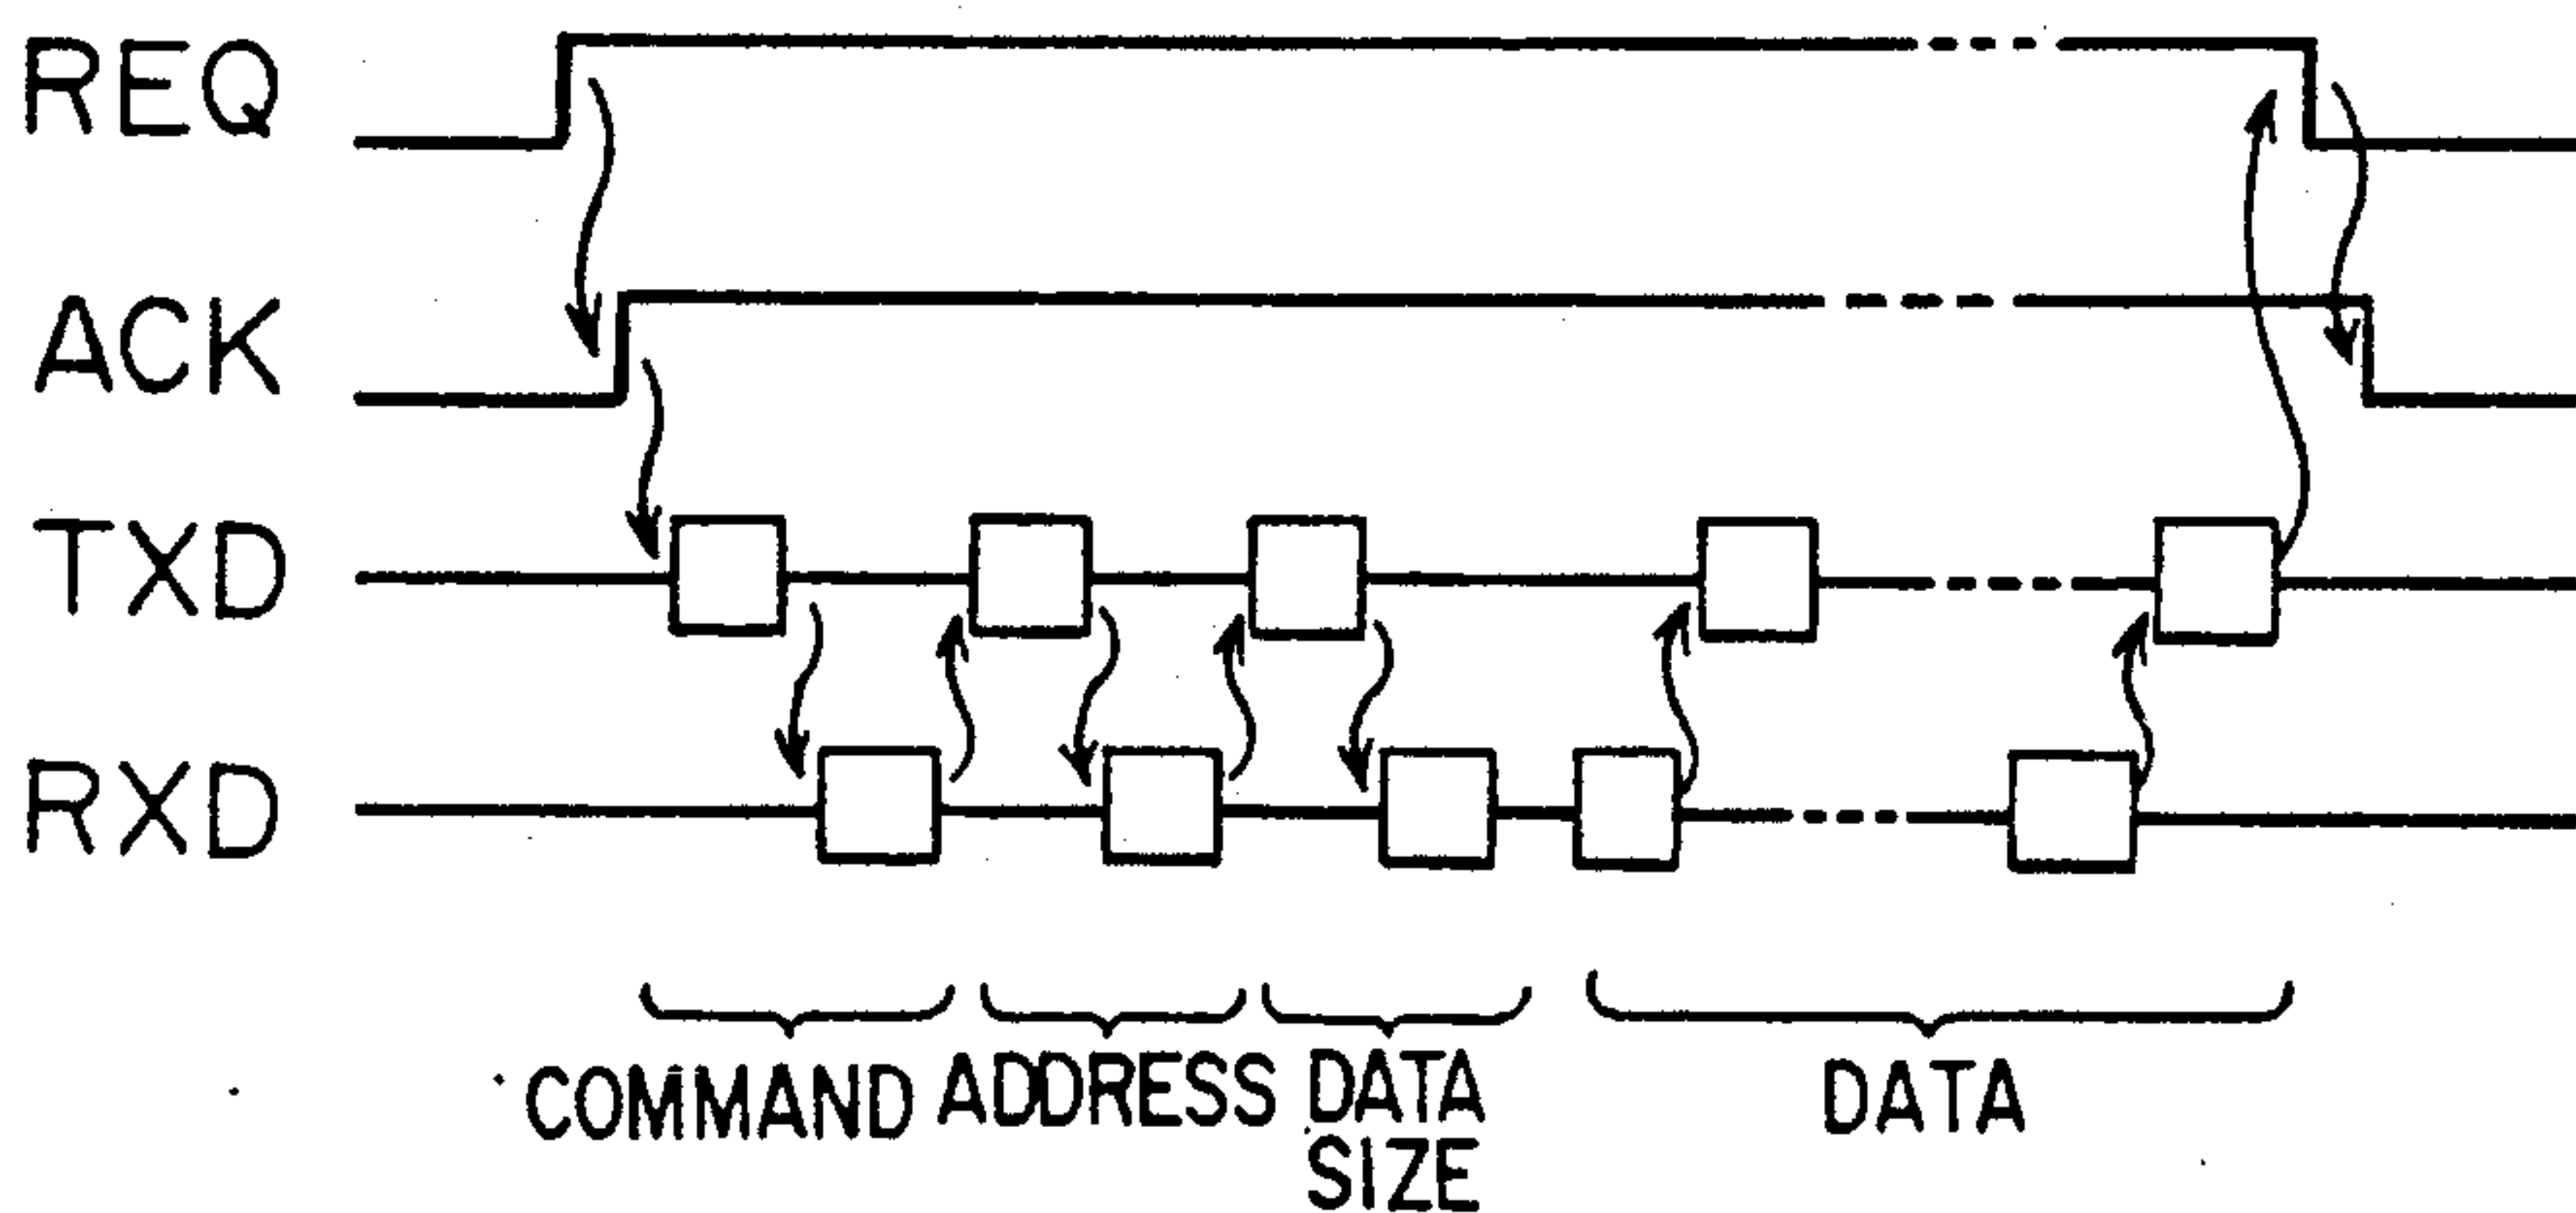 REQ
ACK
TXD
RXD
COMMAND ADDRESS DATA
SIZE
DATA